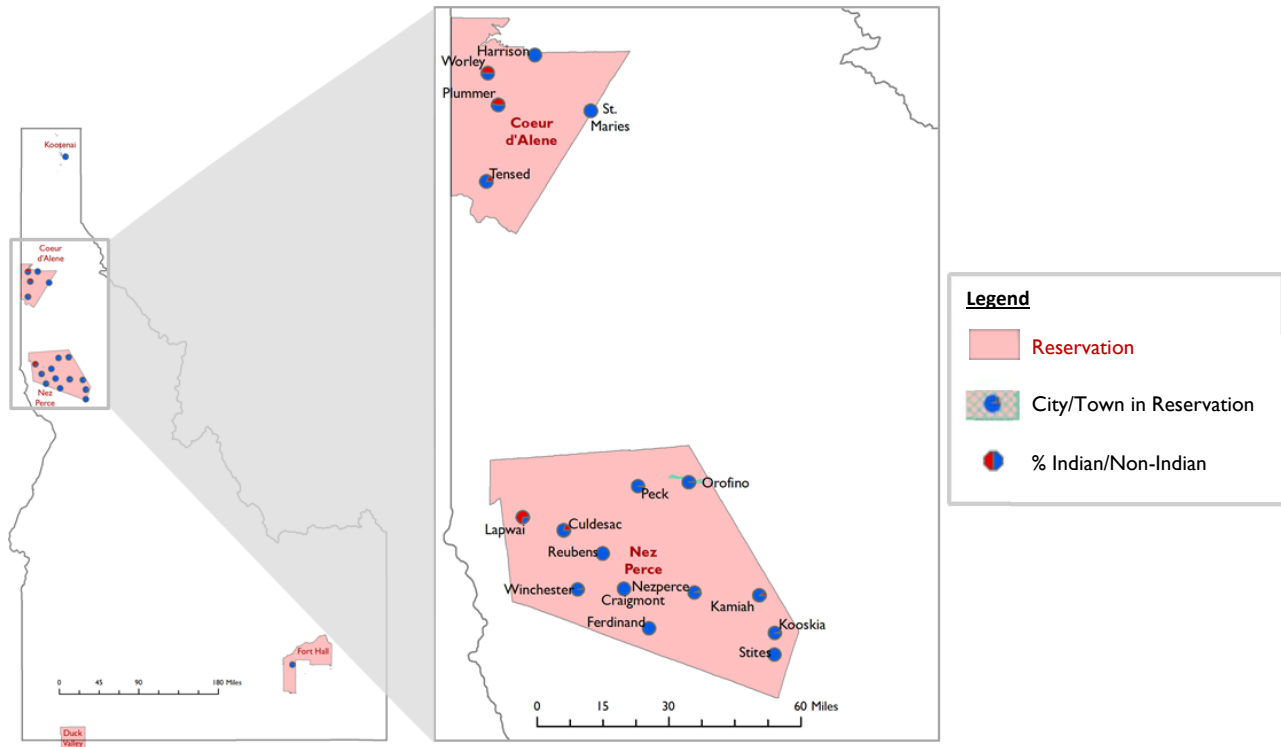 Kootenai
Coeur
d'Alene
Nez
Perce
Fort Hall
Duck
Valley
0 45 90 180 Miles
Harrison
Worley
Plummer
St.
Maries
Coeur
d'Alene
Tensed
Orofino
Peck
Lapwai
Culdesac
Reubens
Nez
Perce
Winchester
Nezperce
Craigmont
Kamiah
Ferdinand
Kooskia
Stites
0 15 30 60 Miles
Legend
Reservation
City/Town in Reservation
% Indian/Non-Indian